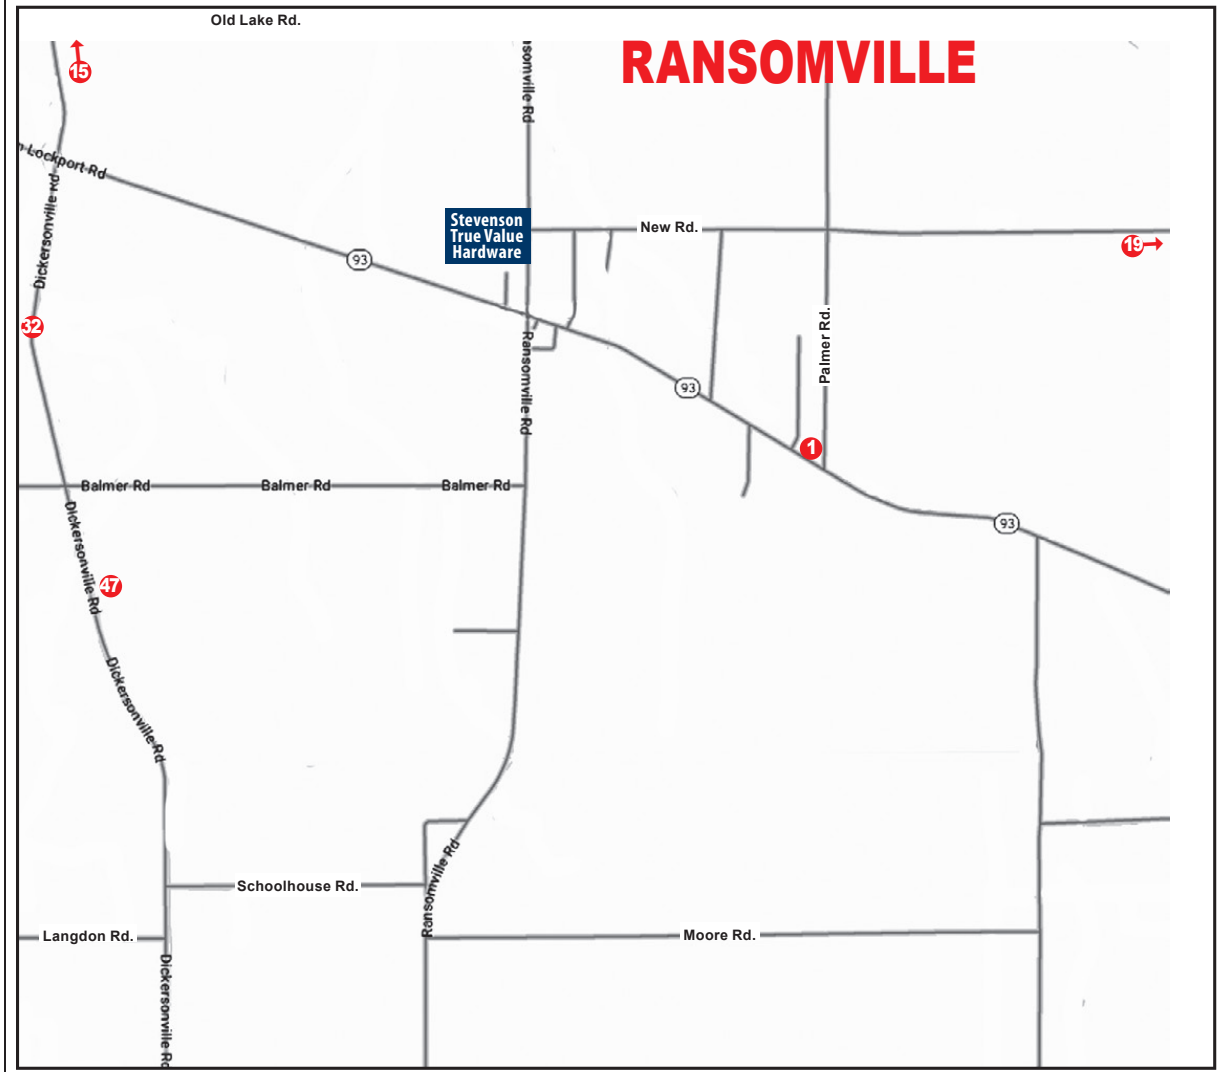 Old Lake Rd.
RANSOMVILLE
15
somville Rd
Lockport Rd
Dickersonville Rd
Stevenson
True Value
Hardware
New Rd.
19
93
32
Ransomville Rd
Palmer Rd.
93
1
Balmer Rd
Balmer Rd
Balmer Rd
93
Dickersonville Rd
47
Dickersonville Rd
Ransomville Rd
Schoolhouse Rd.
Langdon Rd.
Moore Rd.
Dickersonville Rd